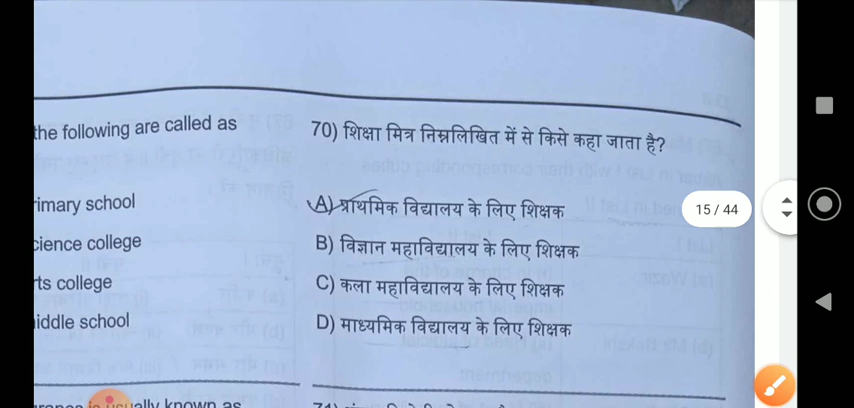 the following are called as
rimary school
cience college
rts college
iddle school
usually known as
70) शिक्षा मित्र निम्नलिखित में से किसे कहा जाता है?
A) प्राथमिक विद्यालय के लिए शिक्षक
B) विज्ञान महाविद्यालय के लिए शिक्षक
C) कला महाविद्यालय के लिए शिक्षक
D) माध्यमिक विद्यालय के लिए शिक्षक
15 / 44